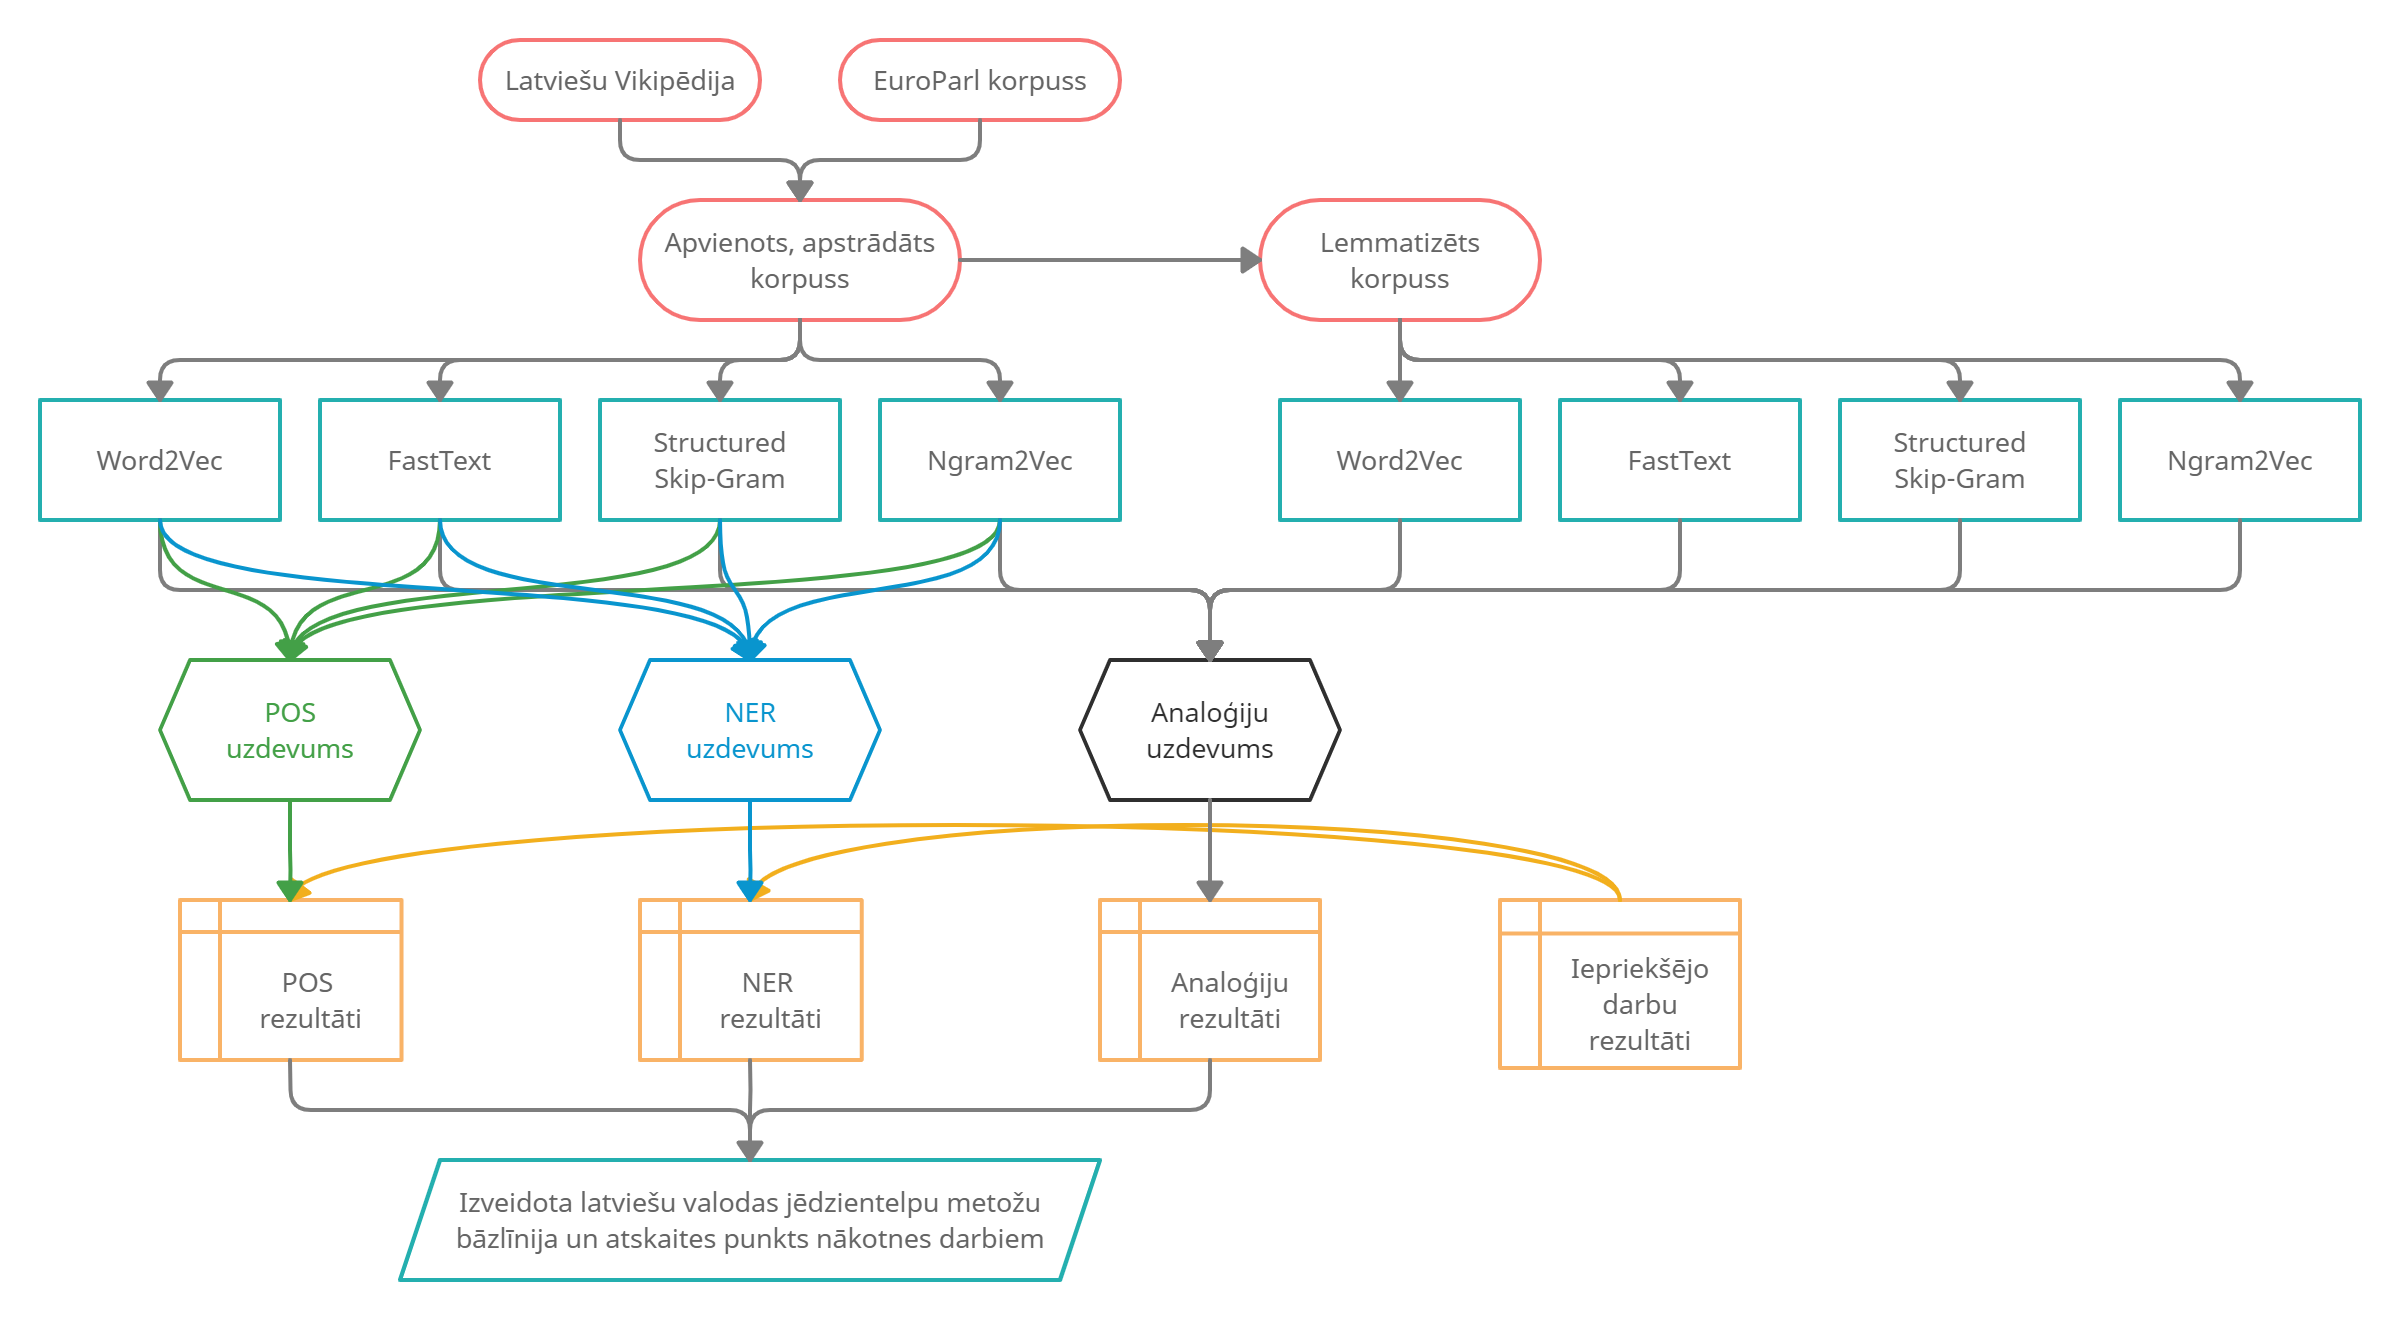 Latviešu Vikipēdija
EuroParl korpuss
Apvienots, apstrādāts
korpuss
Lemmatizēts
korpuss
Word2Vec
FastText
Structured
Skip-Gram
Ngram2Vec
Word2Vec
FastText
Structured
Skip-Gram
Ngram2Vec
POS
uzdevums
NER
uzdevums
Analoģiju
uzdevums
POS
rezultāti
NER
rezultāti
Analoģiju
rezultāti
Iepriekšējo
darbu
rezultāti
Izveidota latviešu valodas jēdzientelpu metožu
bāzlīnija un atskaites punkts nākotnes darbiem